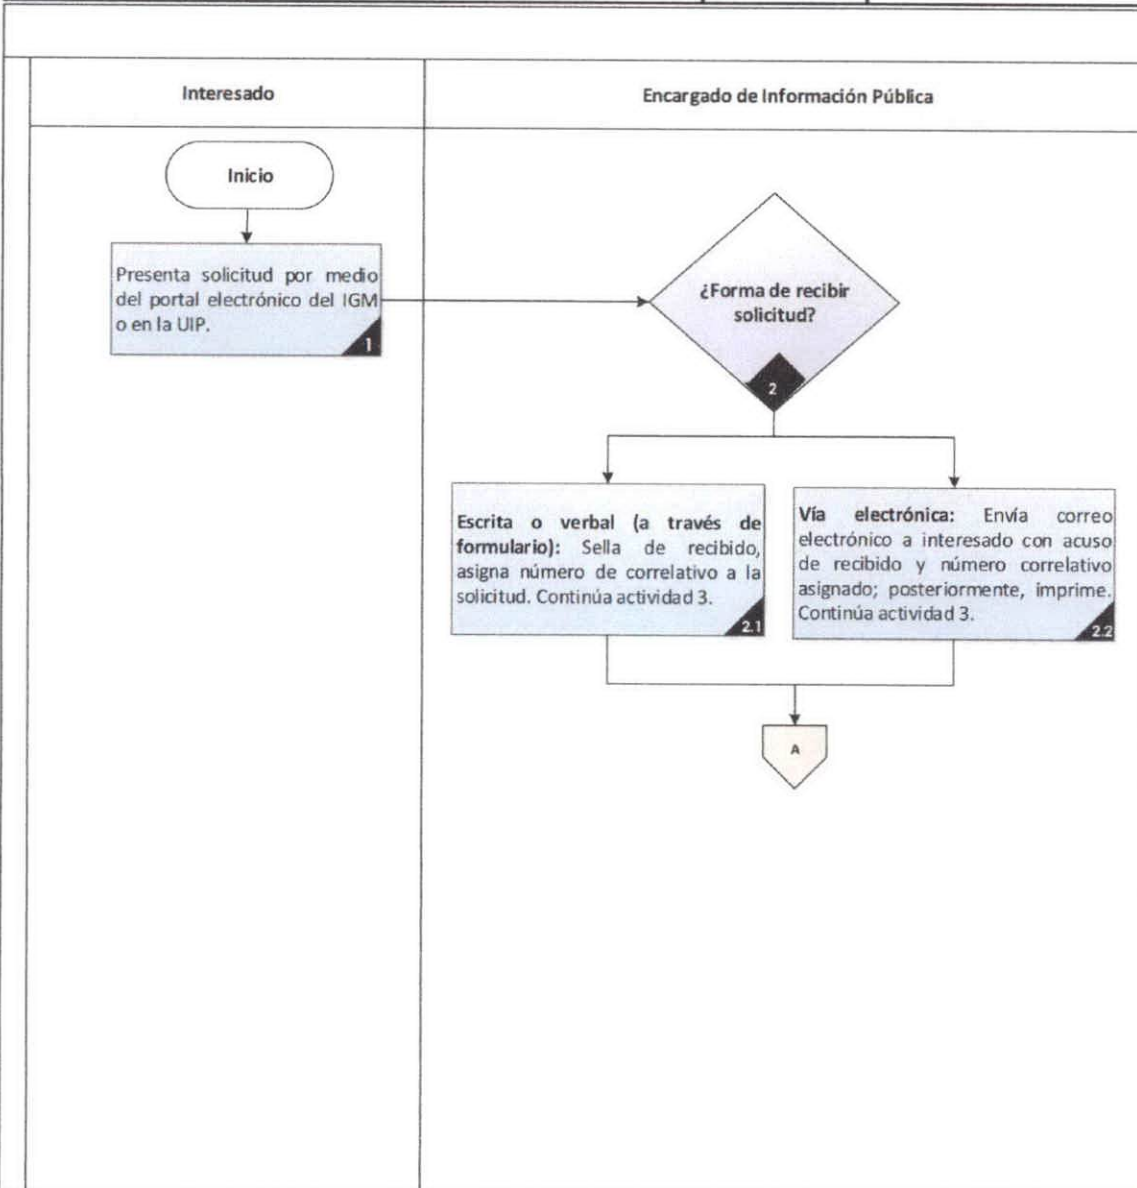 Interesado
Encargado de Información Pública
Inicio
Presenta solicitud por medio
del portal electrónico del IGM
o en la UIP.
1
¿Forma de recibir
solicitud?
2
Escrita o verbal (a través de
formulario): Sella de recibido,
asigna número de correlativo a la
solicitud. Continúa actividad 3.
2.1
Vía electrónica: Envía correo
electrónico a interesado con acuso
de recibido y número correlativo
asignado; posteriormente, imprime.
Continúa actividad 3.
2.2
A